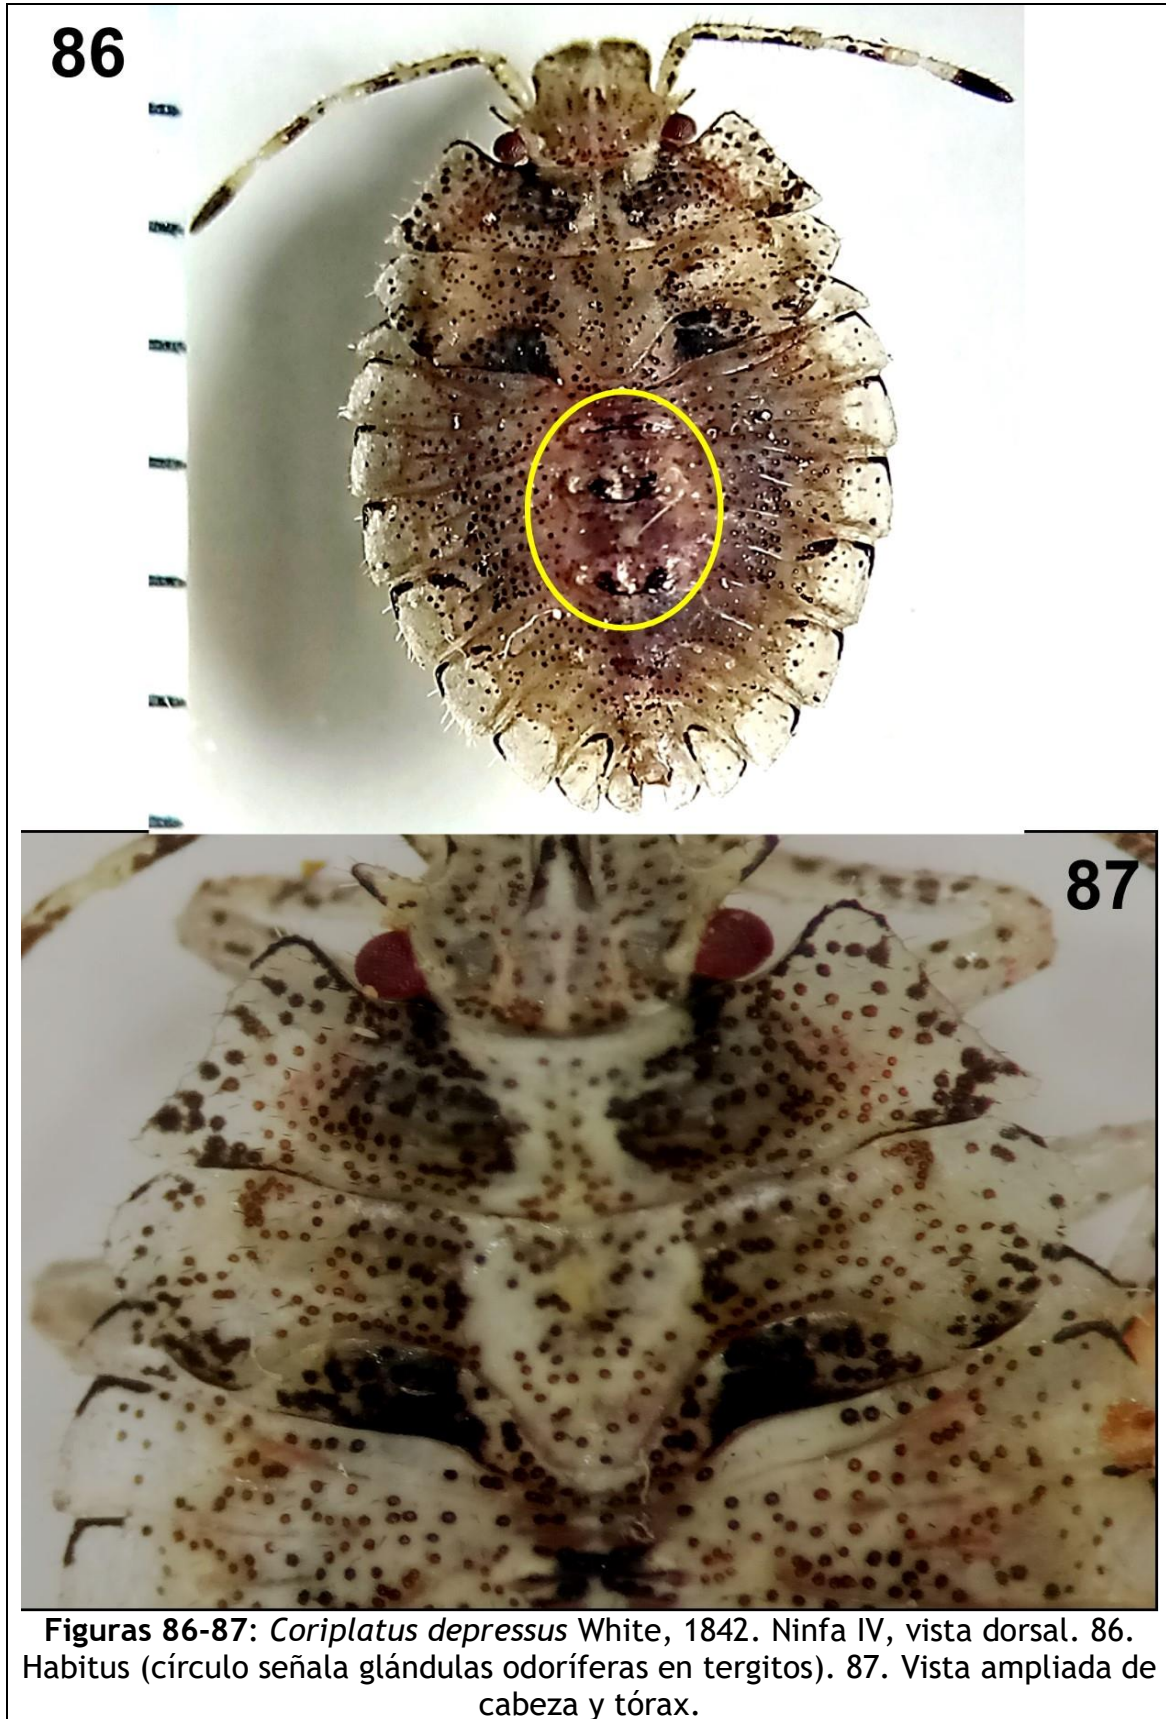 86
87
Figuras 86-87: Coriplatus depressus White, 1842. Ninfa IV, vista dorsal. 86.
Habitus (círculo señala glándulas odoríferas en tergitos). 87. Vista ampliada de
cabeza y tórax.